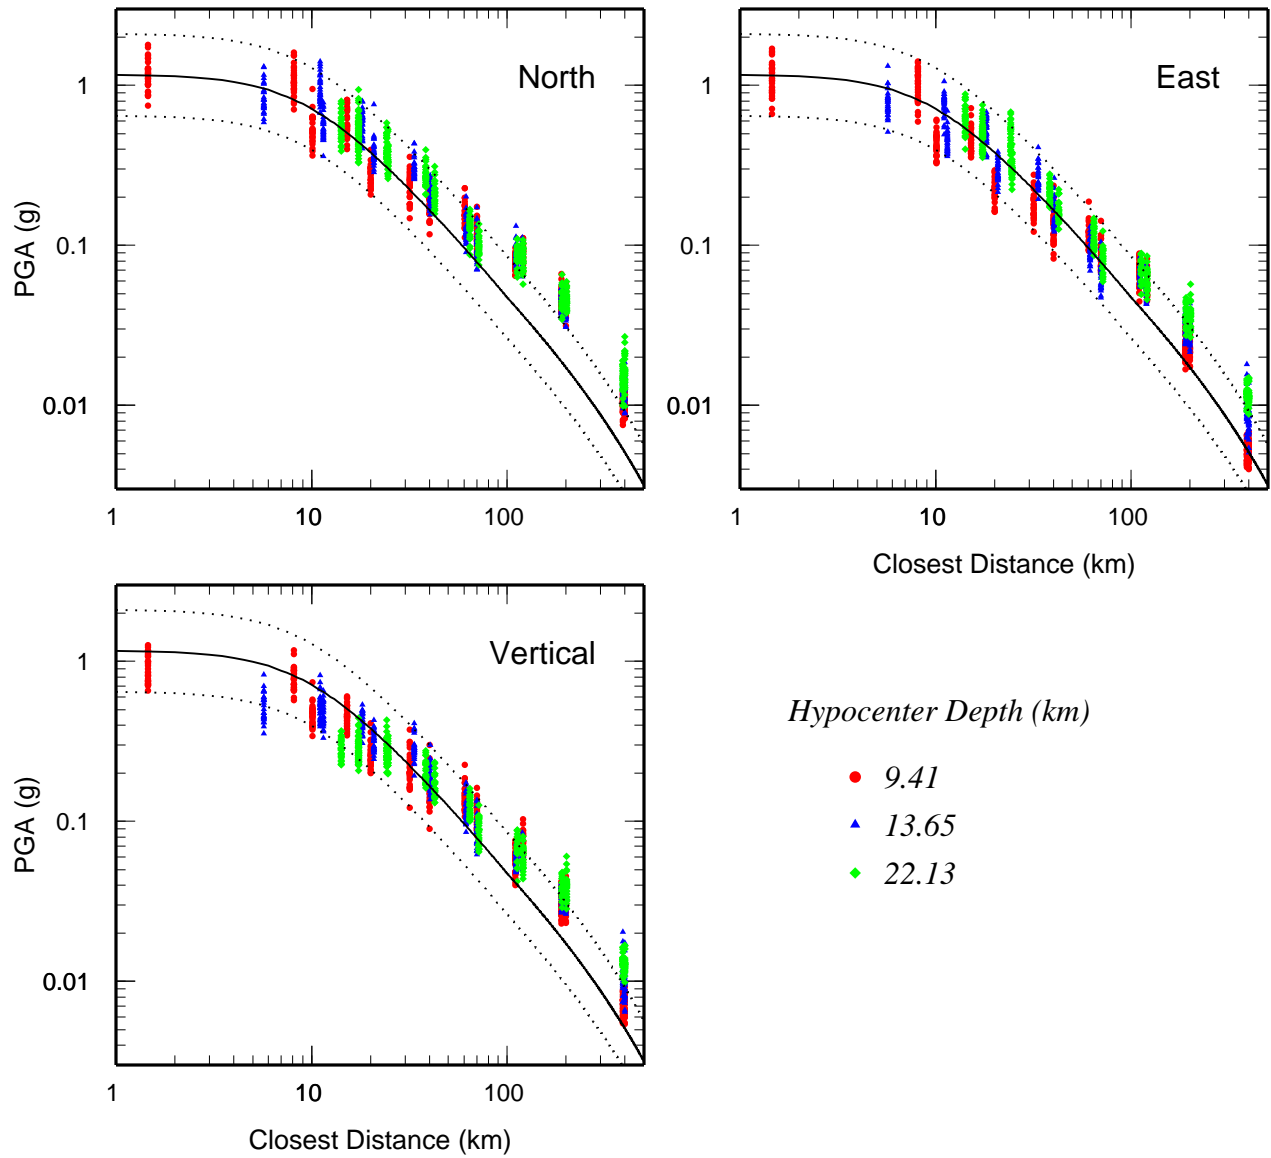 North
PGA (g)
1
0.1
0.01
1
10
100
East
1
0.1
0.01
1
10
100
Closest Distance (km)
Vertical
PGA (g)
1
0.1
0.01
1
10
100
Closest Distance (km)
Hypocenter Depth (km)
9.41
13.65
22.13